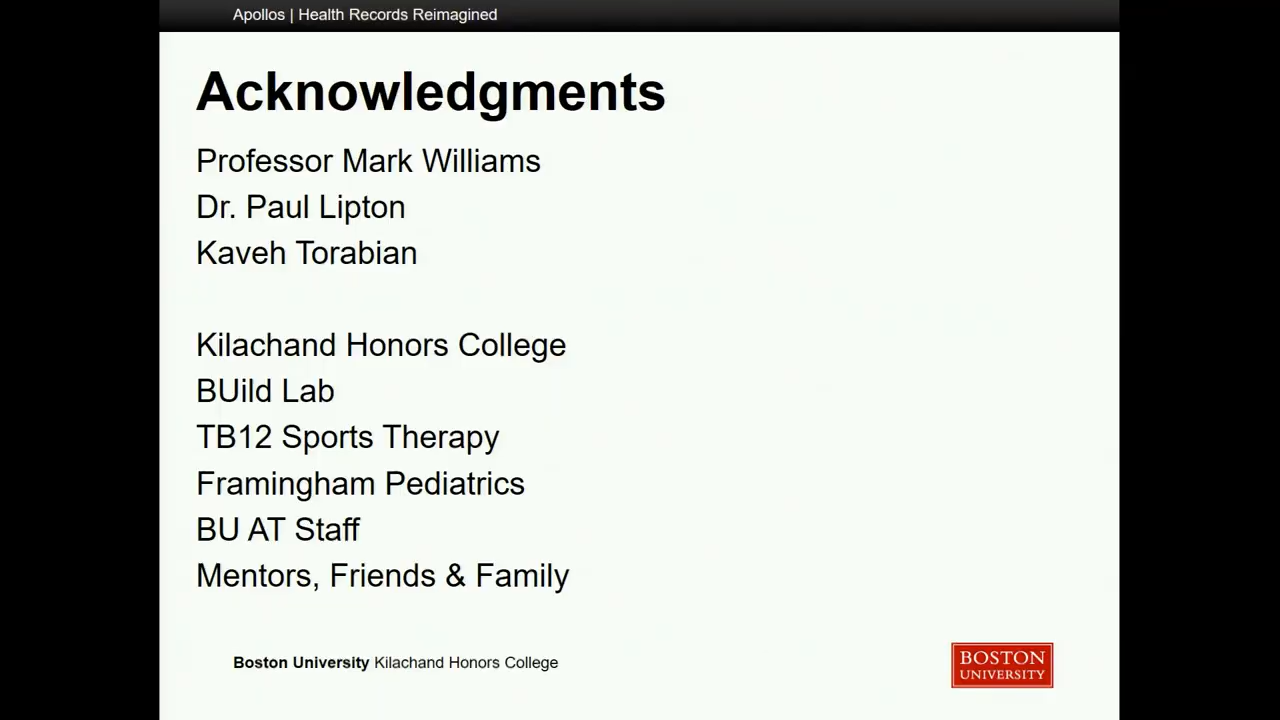 Apollos | Health Records Reimagined
Acknowledgments
Professor Mark Williams
Dr. Paul Lipton
Kaveh Torabian
Kilachand Honors College
BUild Lab
TB12 Sports Therapy
Framingham Pediatrics
BU AT Staff
Mentors, Friends & Family
Boston University Kilachand Honors College
BOSTON
UNIVERSITY